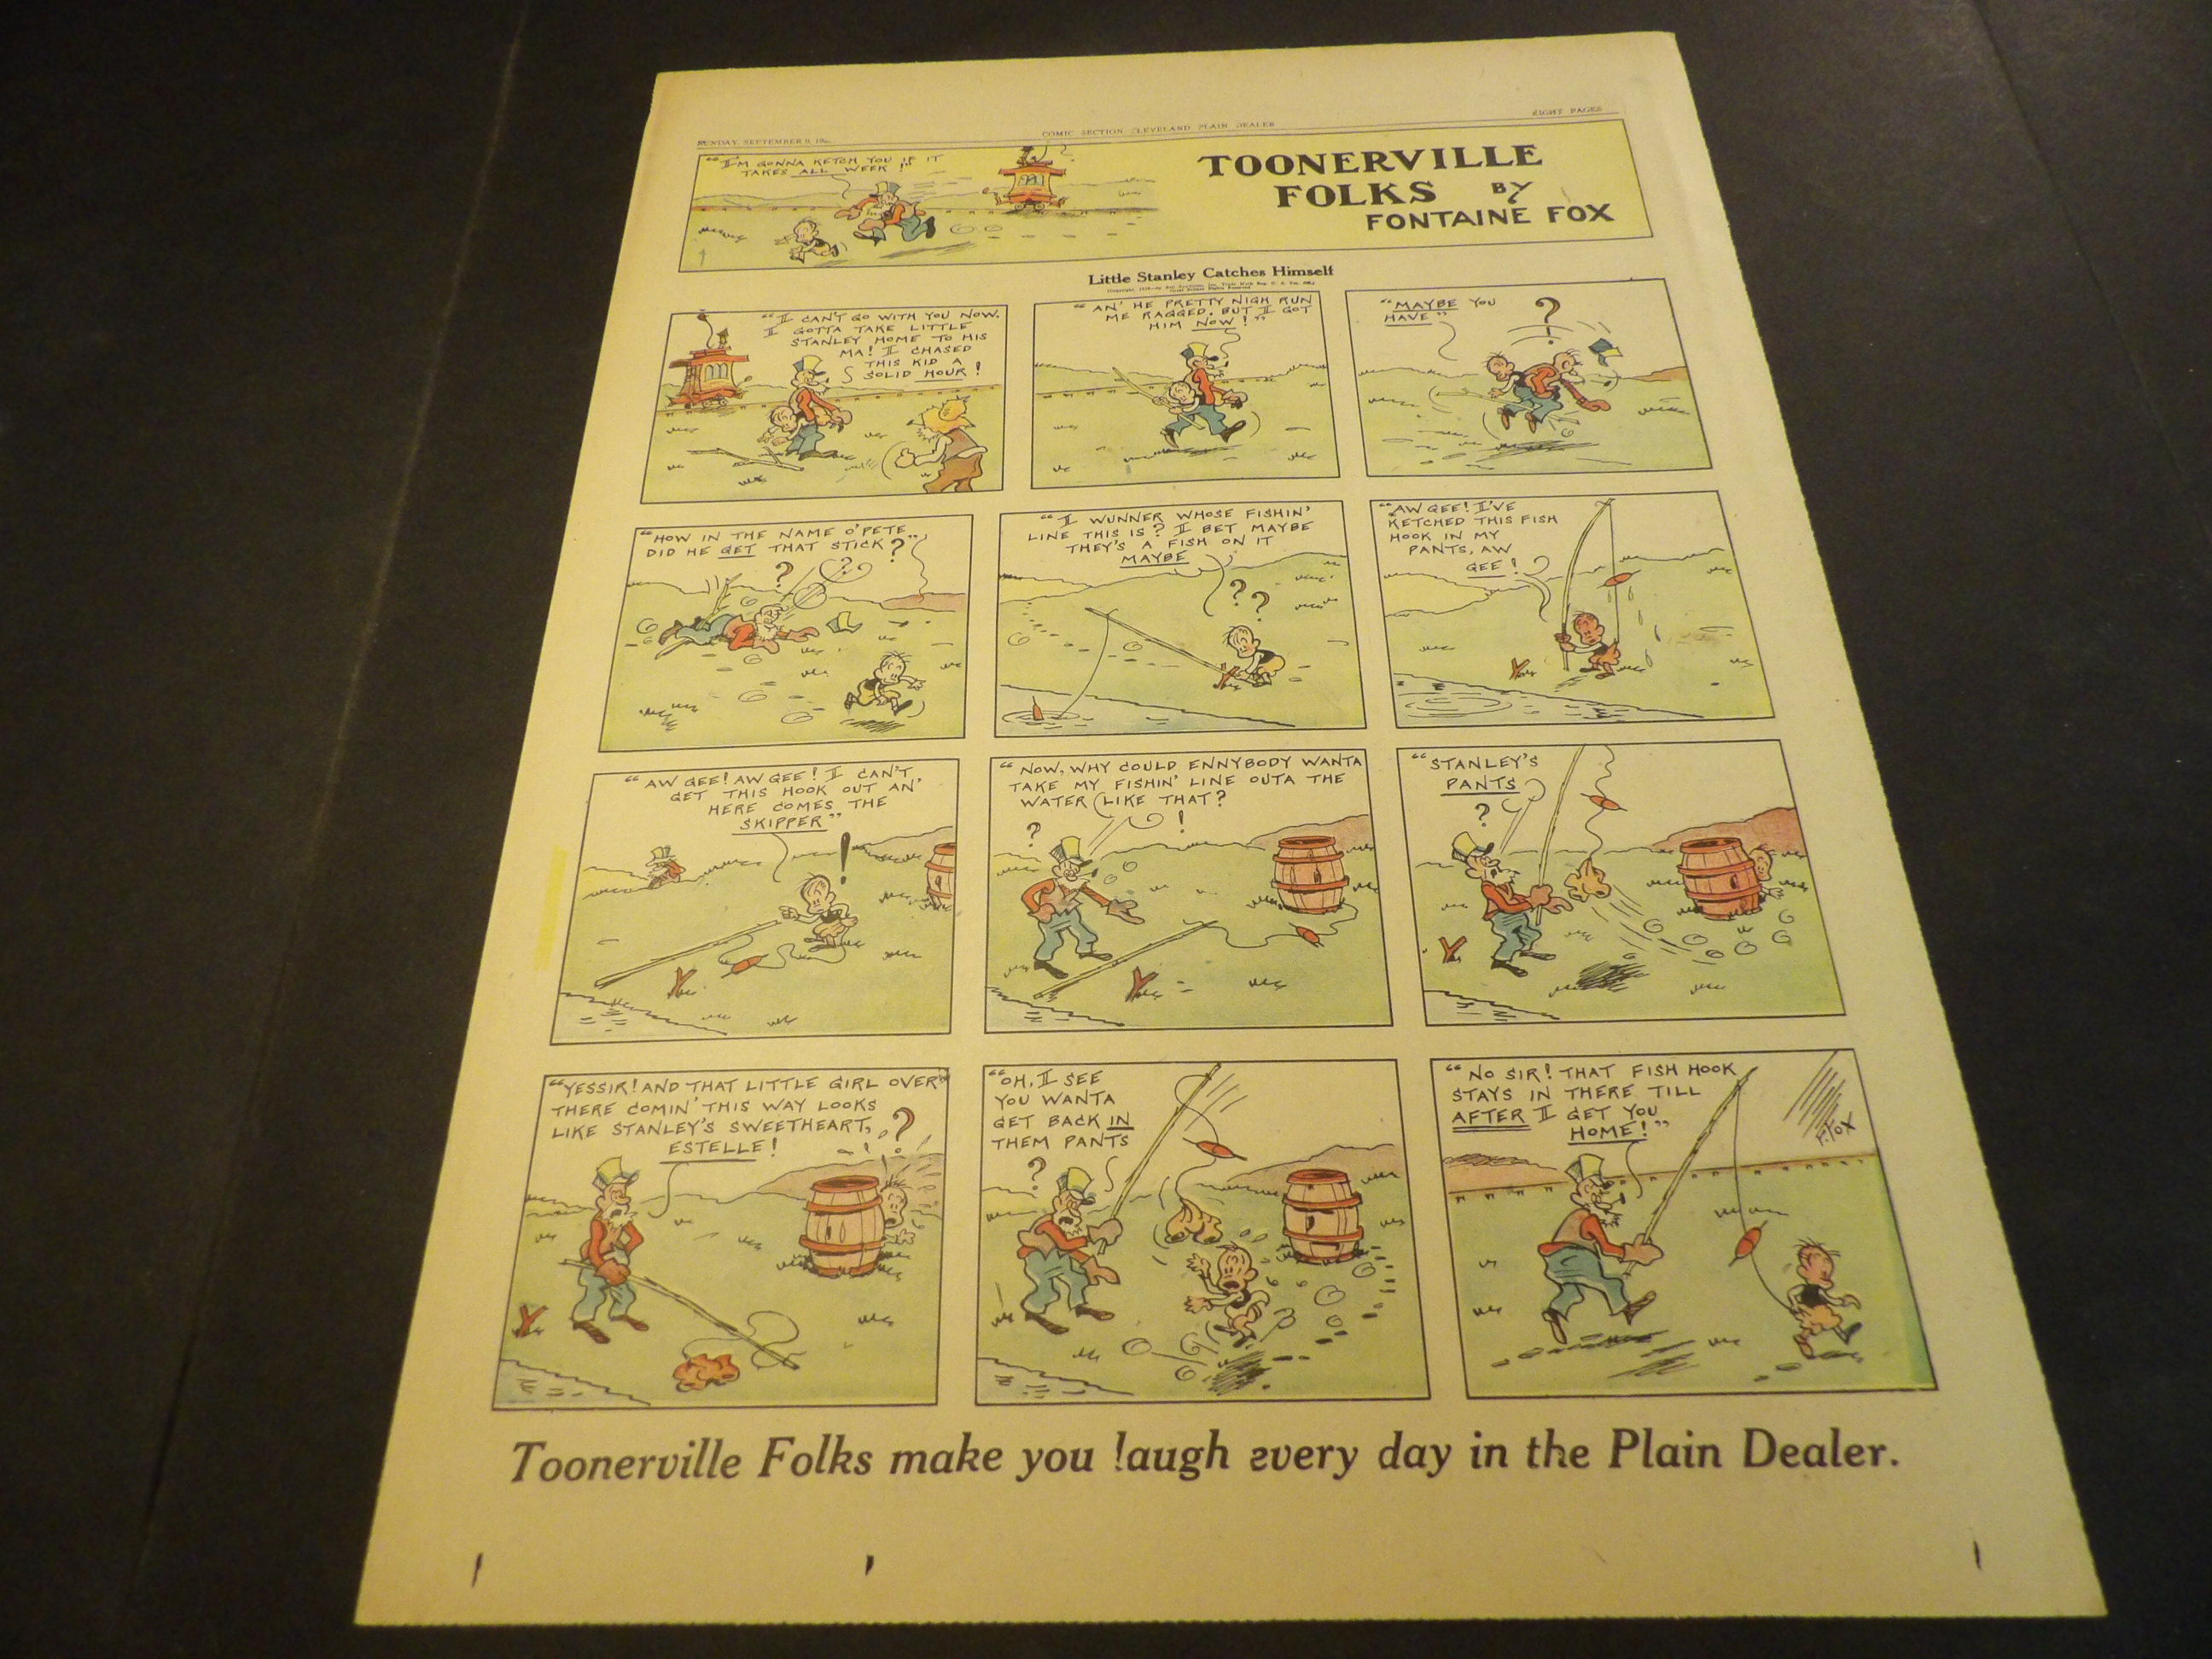 SUNDAY, SEPTEMBER 9,
COMIC SECTION CLEVELAND PLAIN DEALER
EIGHT PAGES
"I'M GONNA KETCH YOU IF IT
TAKES ALL WEEK!"
TOONERVILLE
FOLKS BY
FONTAINE FOX
Little Stanley Catches Himself
"I CAN'T GO WITH YOU NOW.
I GOTTA TAKE LITTLE
STANLEY HOME TO HIS
MA! I CHASED
THIS KID A
SOLID HOUR!
"AN' HE PRETTY NIGH RUN
ME RAGGED. BUT I GOT
HIM NOW!"
"MAYBE YOU
HAVE"
?
"HOW IN THE NAME O'PETE
DID HE GET THAT STICK?"
? ?
"I WUNNER WHOSE FISHIN'
LINE THIS IS? I BET MAYBE
THEY'S A FISH ON IT
MAYBE
? ?
"AW GEE! I'VE
KETCHED THIS FISH
HOOK IN MY
PANTS, AW
GEE!
"AW GEE! AW GEE! I CAN'T
GET THIS HOOK OUT AN'
HERE COMES THE
SKIPPER"
!
"NOW, WHY COULD ENNYBODY WANTA
TAKE MY FISHIN' LINE OUTA THE
WATER LIKE THAT?
? !
"STANLEY'S
PANTS
?
"YESSIR! AND THAT LITTLE GIRL OVER
THERE COMIN' THIS WAY LOOKS
LIKE STANLEY'S SWEETHEART,
ESTELLE!
?
"OH, I SEE
YOU WANTA
GET BACK IN
THEM PANTS
?
"NO SIR! THAT FISH HOOK
STAYS IN THERE TILL
AFTER I GET YOU
HOME!"
F. FOX
Toonerville Folks make you laugh every day in the Plain Dealer.